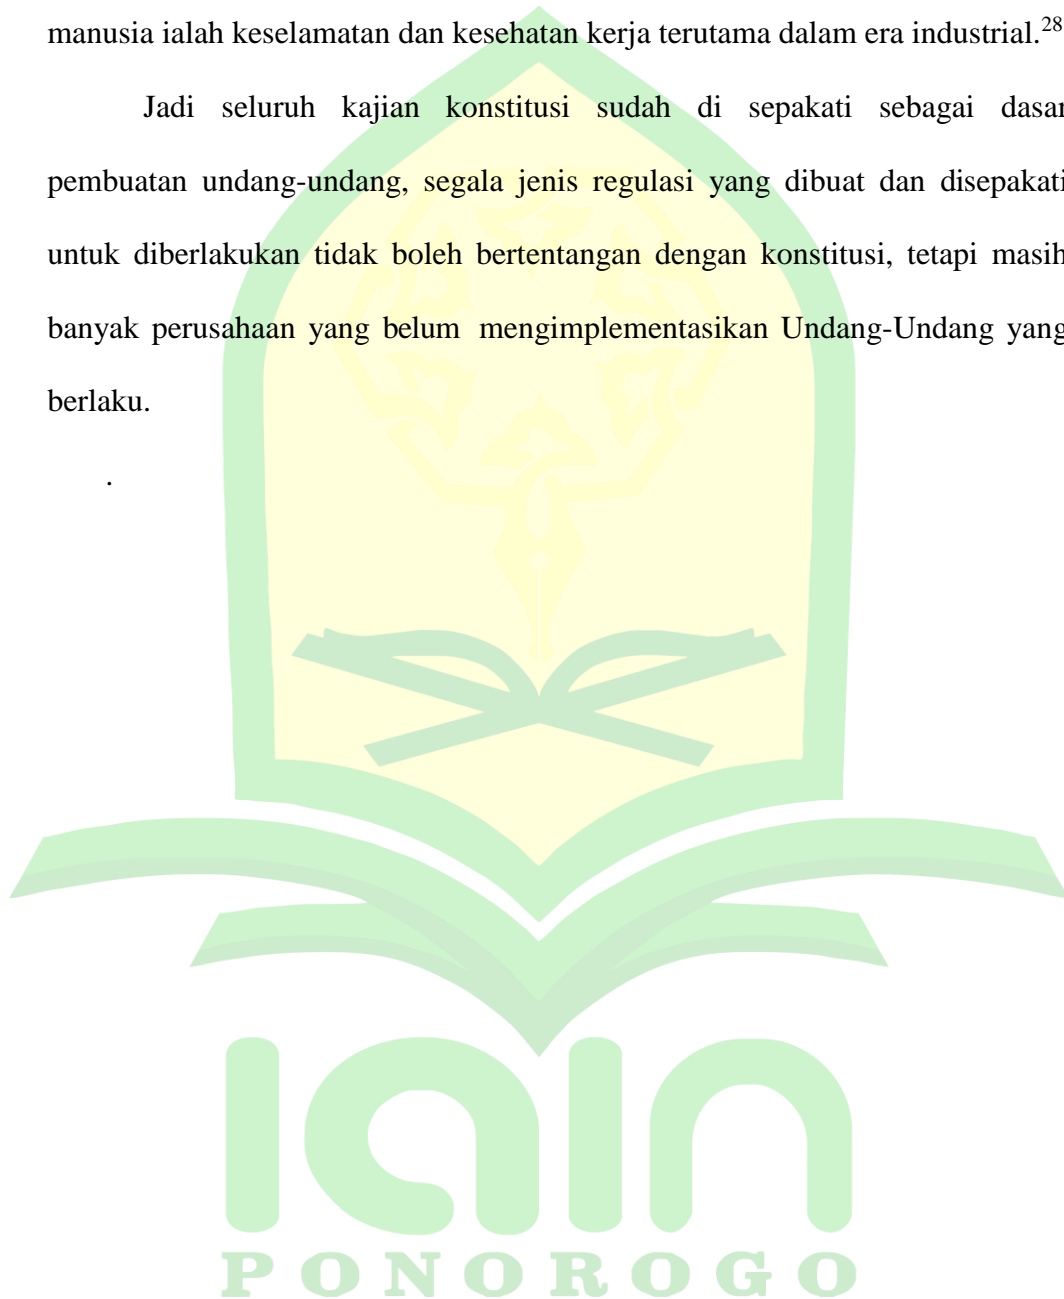 manusia ialah keselamatan dan kesehatan kerja terutama dalam era industrial.28
Jadi seluruh kajian konstitusi sudah di sepakati sebagai dasar
pembuatan undang-undang, segala jenis regulasi yang dibuat dan disepakati
untuk diberlakukan tidak boleh bertentangan dengan konstitusi, tetapi masih
banyak perusahaan yang belum mengimplementasikan Undang-Undang yang
berlaku.
.
iain
PONOROGO